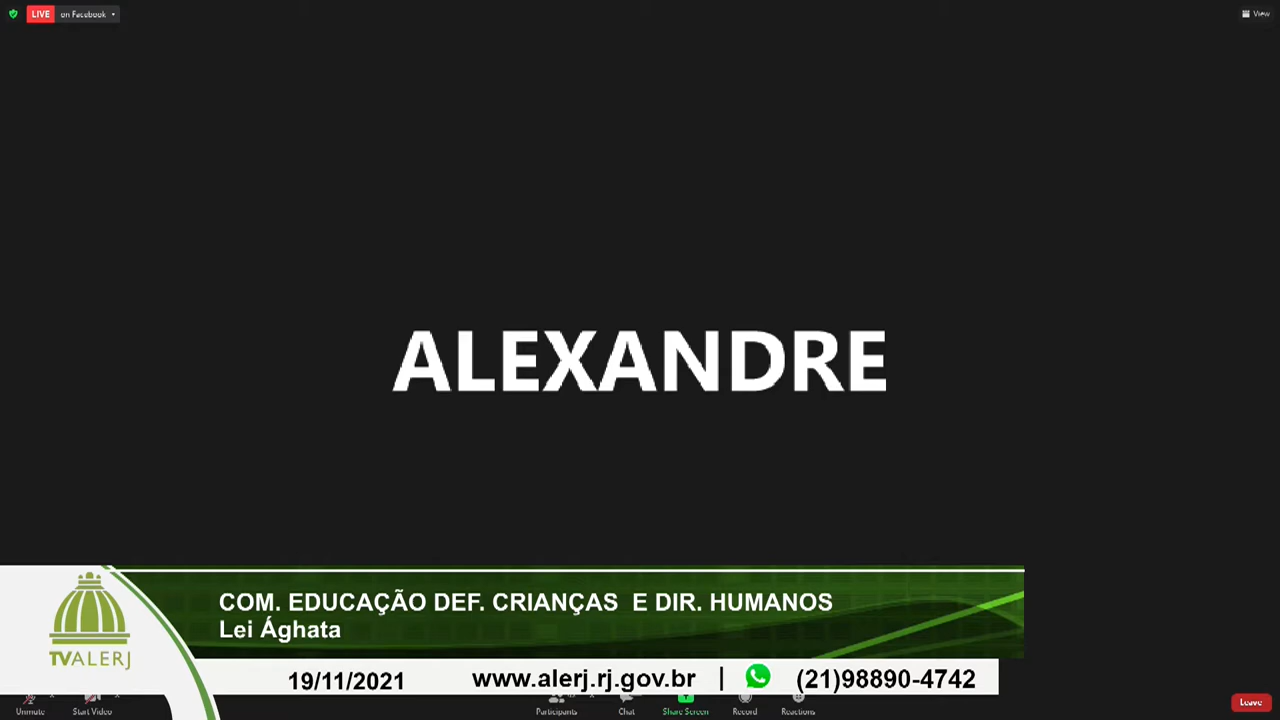 LIVE on Facebook
View
ALEXANDRE
COM. EDUCAÇÃO DEF. CRIANÇAS E DIR. HUMANOS
Lei Ághata
TVALERJ
19/11/2021 www.alerj.rj.gov.br | (21)98890-4742
Unmute Start Video Participants Chat Share Screen Record Reactions Leave